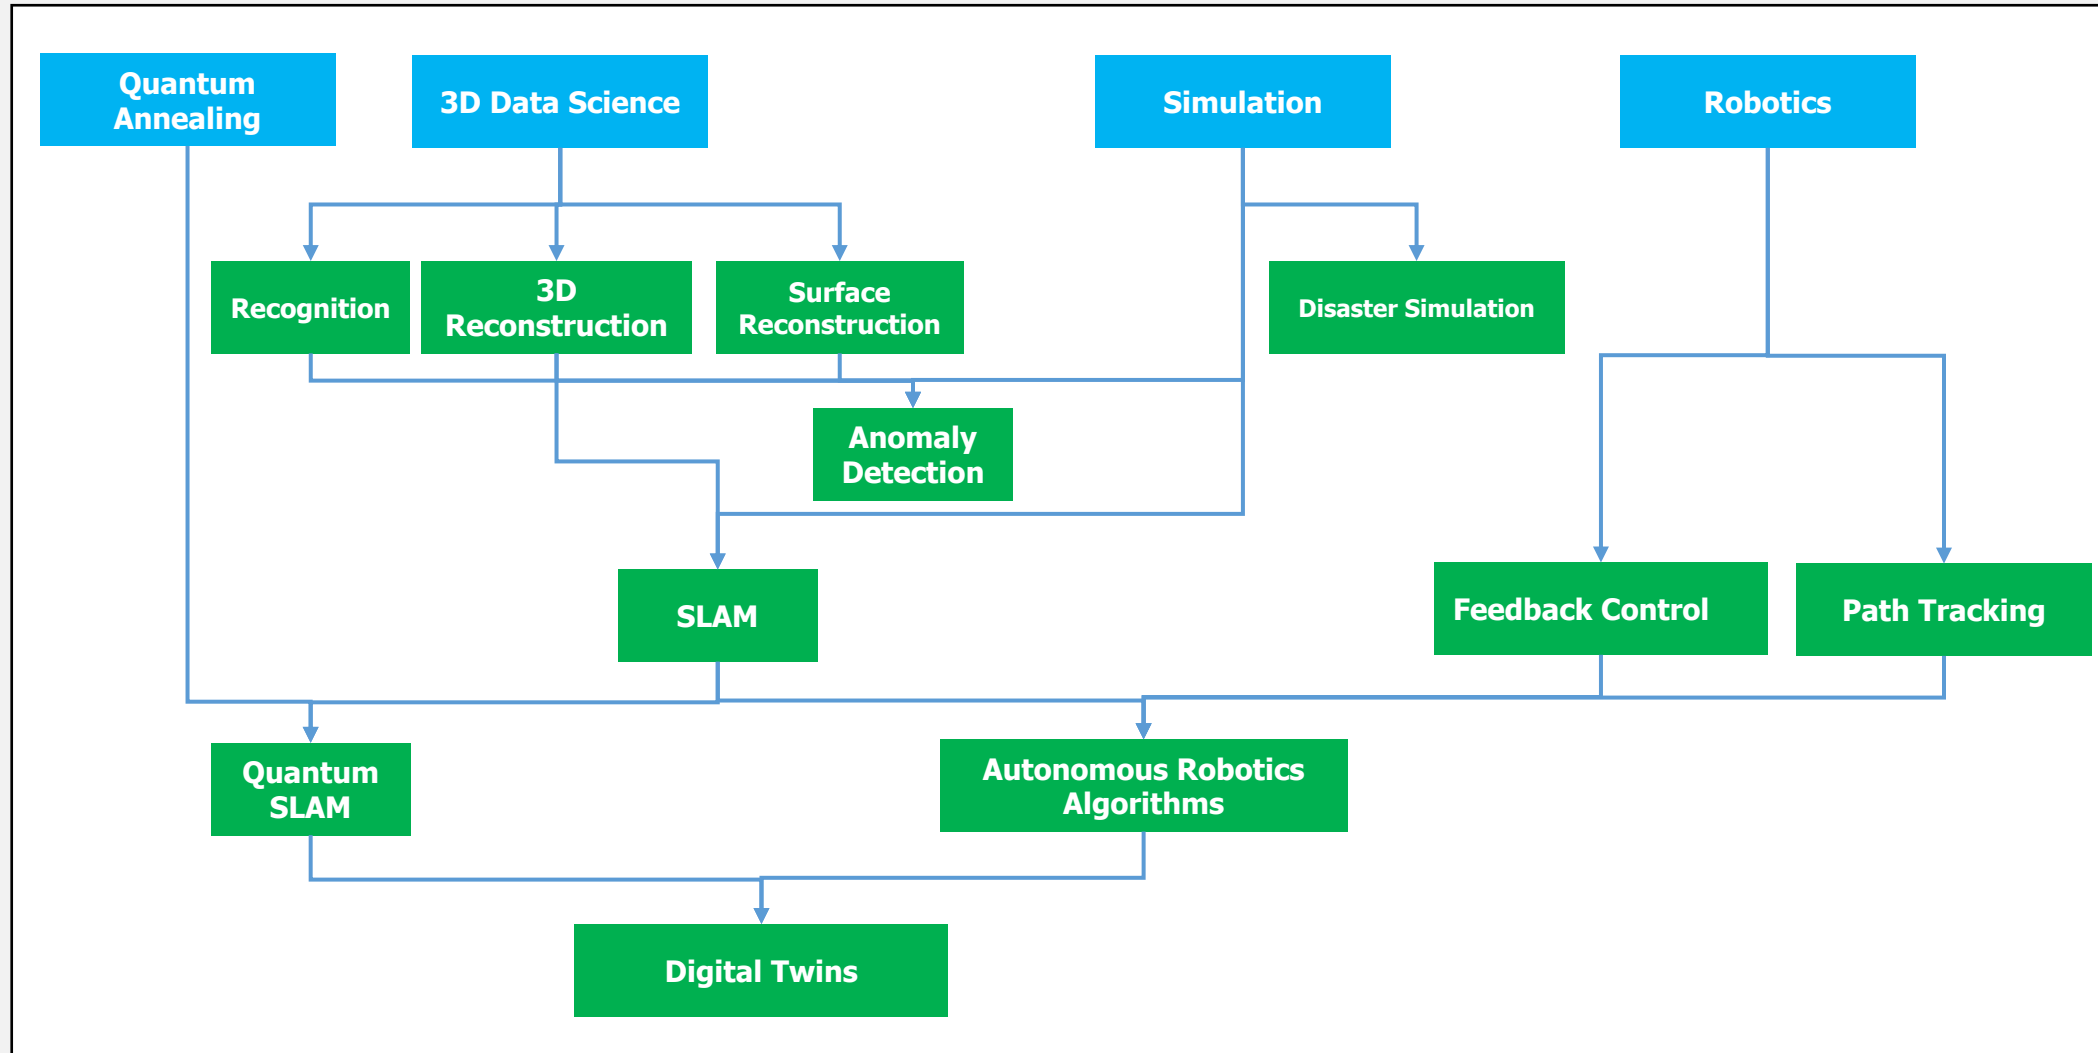 Quantum
Annealing
3D Data Science
Simulation
Robotics
Recognition
3D
Reconstruction
Surface
Reconstruction
Disaster Simulation
Anomaly
Detection
SLAM
Feedback Control
Path Tracking
Quantum
SLAM
Autonomous Robotics
Algorithms
Digital Twins